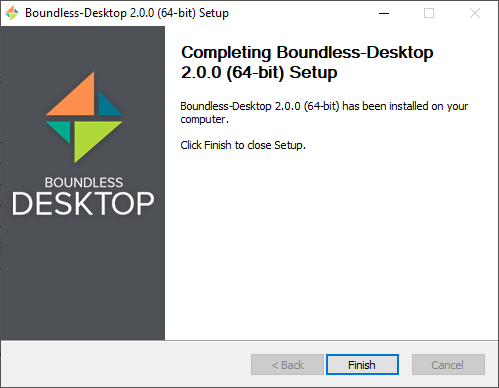 Boundless-Desktop 2.0.0 (64-bit) Setup
Completing Boundless-Desktop
2.0.0 (64-bit) Setup
Boundless-Desktop 2.0.0 (64-bit) has been installed on your
computer.
Click Finish to close Setup.
BOUNDLESS
DESKTOP
< Back
Finish
Cancel